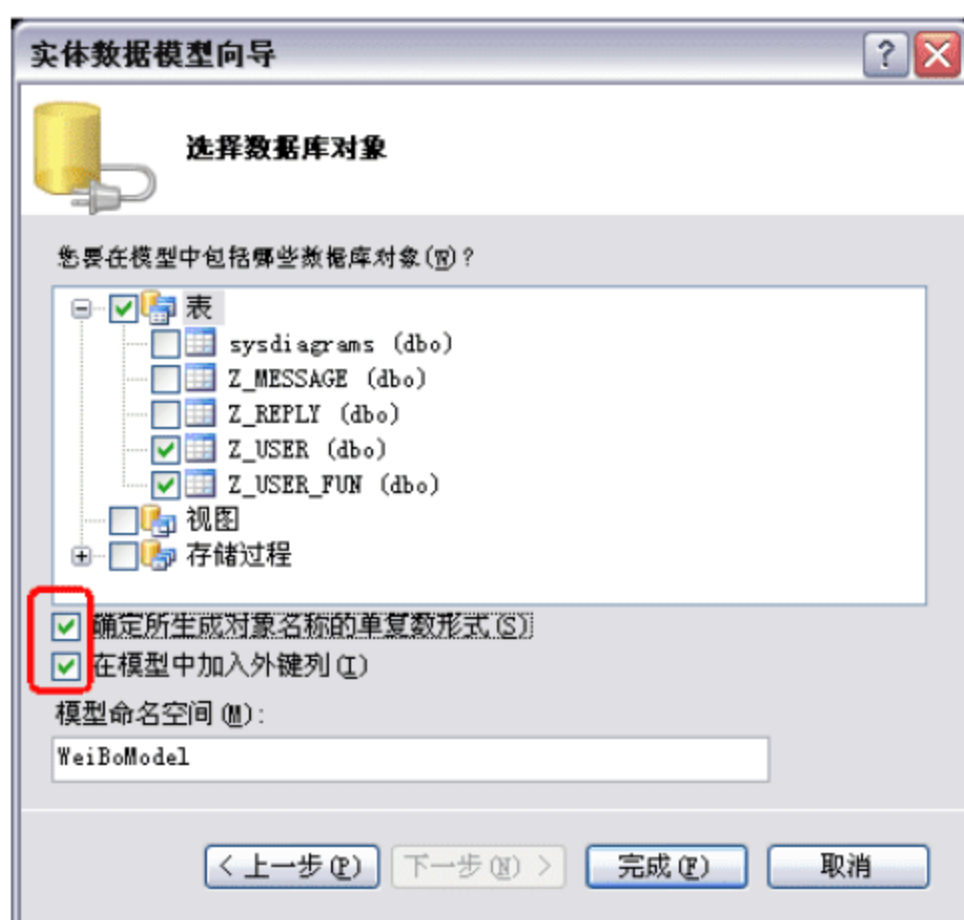 实体数据模型向导
?
选择数据库对象
您要在模型中包括哪些数据库对象(W)?
表
sysdiagrams (dbo)
Z_MESSAGE (dbo)
Z_REPLY (dbo)
Z_USER (dbo)
Z_USER_FUN (dbo)
视图
存储过程
确定所生成对象名称的单复数形式(S)
在模型中加入外键列(I)
模型命名空间(M):
WeiBoModel
< 上一步(P) 下一步(N) > 完成(F) 取消